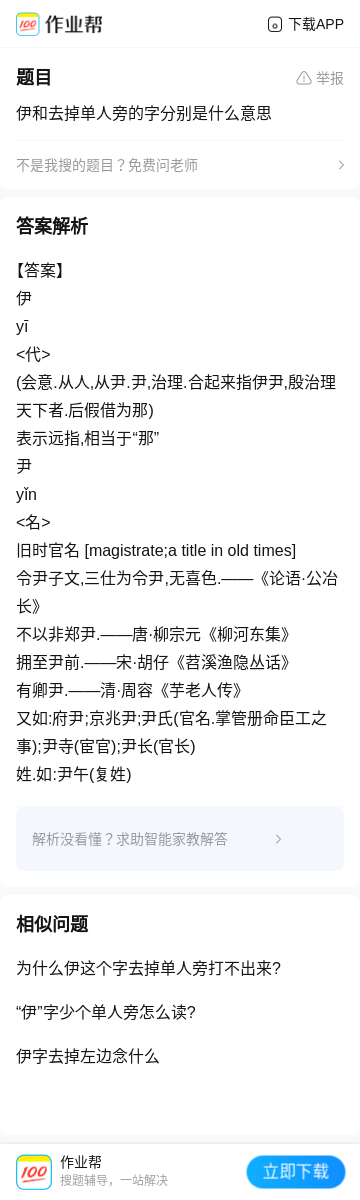 作业帮
下载APP
题目
举报
伊和去掉单人旁的字分别是什么意思
不是我搜的题目？免费问老师
答案解析
【答案】
伊
yī
<代>
(会意.从人,从尹.尹,治理.合起来指伊尹,殷治理
天下者.后假借为那)
表示远指,相当于“那”
尹
yǐn
<名>
旧时官名 [magistrate;a title in old times]
令尹子文,三仕为令尹,无喜色.——《论语·公冶
长》
不以非郑尹.——唐·柳宗元《柳河东集》
拥至尹前.——宋·胡仔《苕溪渔隐丛话》
有卿尹.——清·周容《芋老人传》
又如:府尹;京兆尹;尹氏(官名.掌管册命臣工之
事);尹寺(宦官);尹长(官长)
姓.如:尹午(复姓)
解析没看懂？求助智能家教解答
相似问题
为什么伊这个字去掉单人旁打不出来?
“伊”字少个单人旁怎么读?
伊字去掉左边念什么
100
作业帮
搜题辅导，一站解决
立即下载